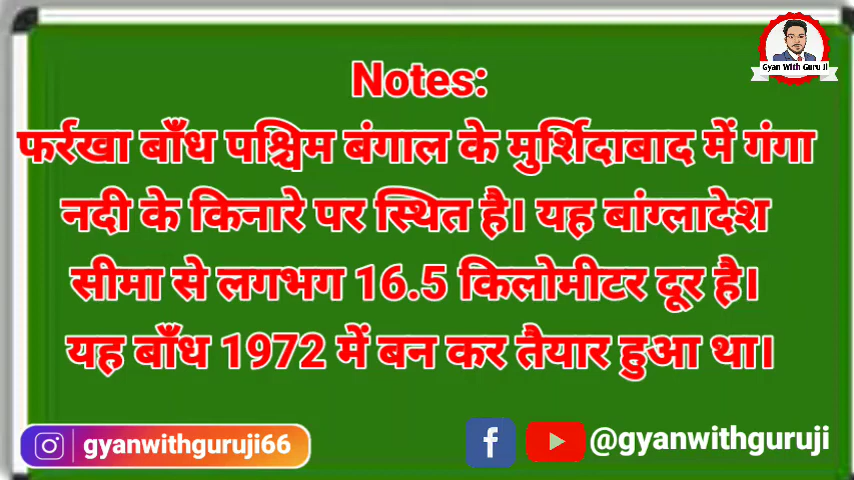 Gyan With Guru Ji
Notes:
फर्रखा बाँध पश्चिम बंगाल के मुर्शिदाबाद में गंगा
नदी के किनारे पर स्थित है। यह बांग्लादेश
सीमा से लगभग 16.5 किलोमीटर दूर है।
यह बाँध 1972 में बन कर तैयार हुआ था।
gyanwithguruji66
@gyanwithguruji